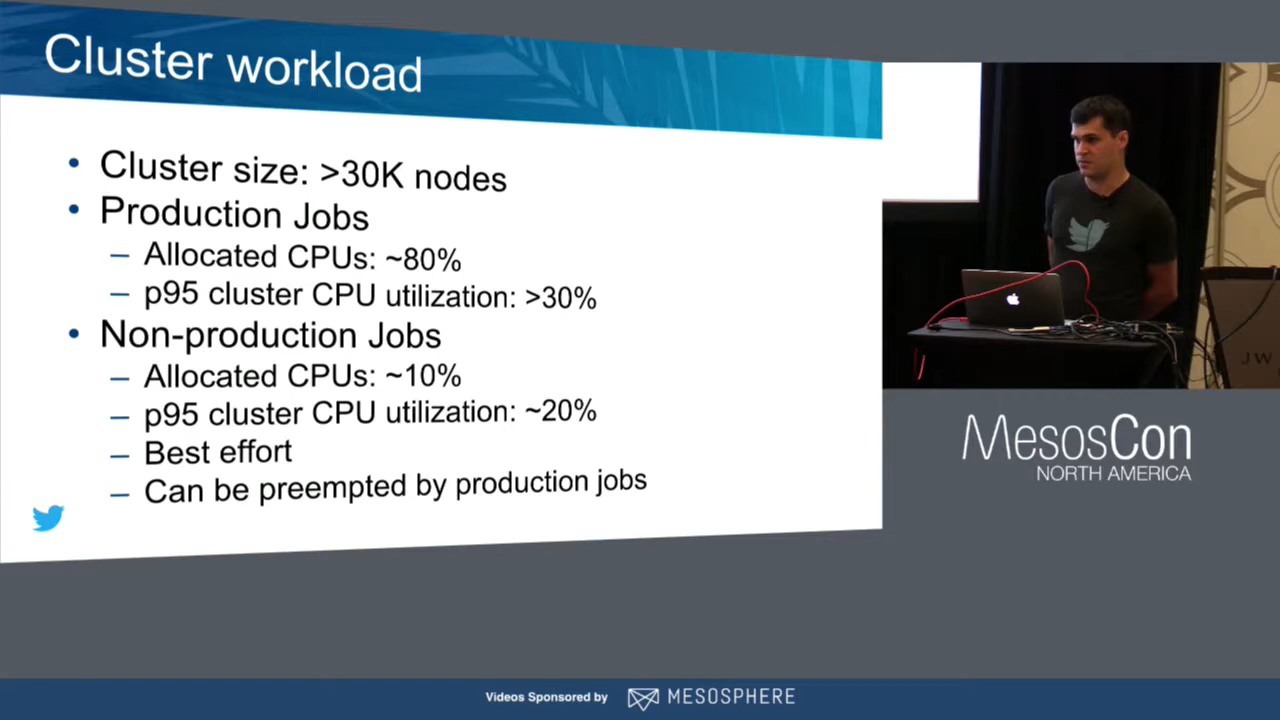 Cluster workload
• Cluster size: >30K nodes
• Production Jobs
– Allocated CPUs: ~80%
– p95 cluster CPU utilization: >30%
• Non-production Jobs
– Allocated CPUs: ~10%
– p95 cluster CPU utilization: ~20%
– Best effort
– Can be preempted by production jobs
JW
MesosCon
NORTH AMERICA
Videos Sponsored by MESOSPHERE